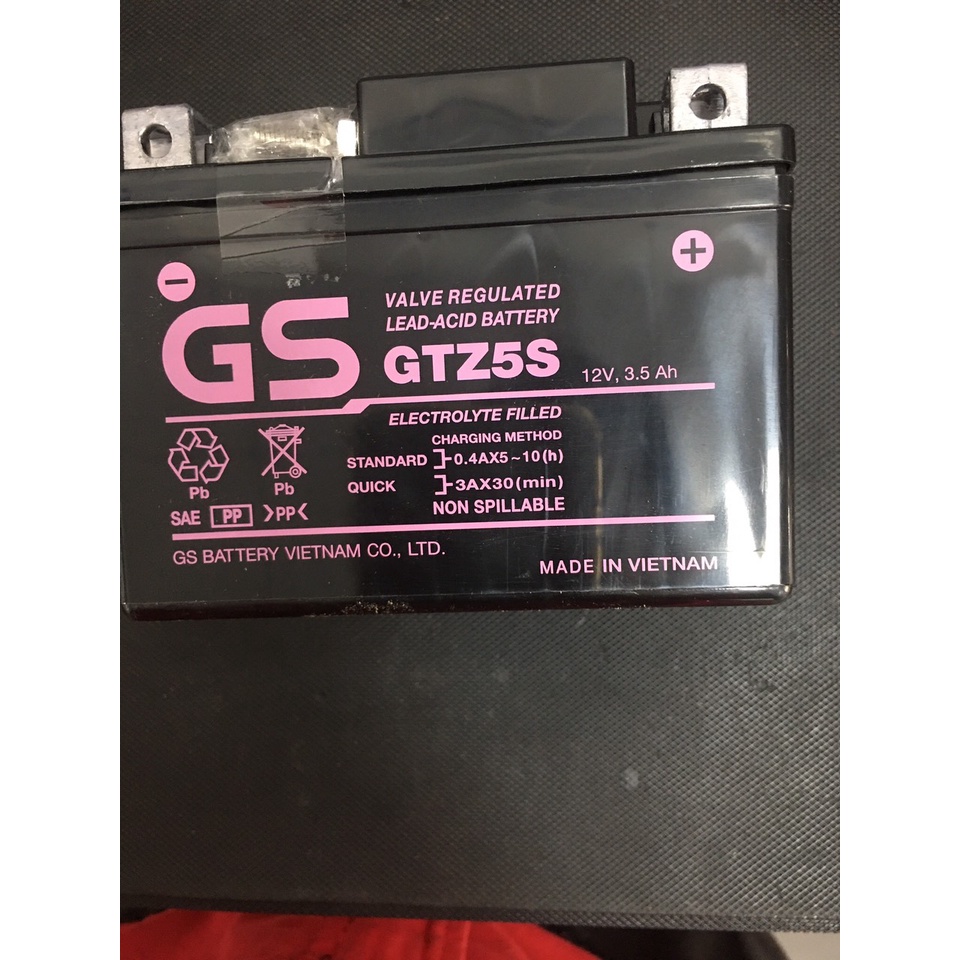 GS
VALVE REGULATED
LEAD-ACID BATTERY
GTZ5S 12V, 3.5 Ah
ELECTROLYTE FILLED
CHARGING METHOD
STANDARD 0.4AX5~10(h)
QUICK 3AX30(min)
NON SPILLABLE
Pb
Pb
SAE PP >PP<
GS BATTERY VIETNAM CO., LTD.
MADE IN VIETNAM